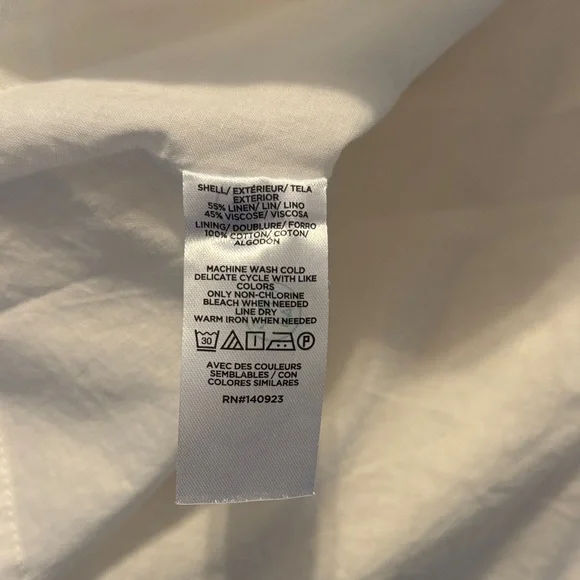 SHELL/ EXTÉRIEUR/ TELA
EXTERIOR
55% LINEN/ LIN/ LINO
45% VISCOSE/ VISCOSA
LINING/ DOUBLURE/ FORRO
100% COTTON/ COTON/
ALGODÓN
MACHINE WASH COLD
DELICATE CYCLE WITH LIKE
COLORS
ONLY NON-CHLORINE
BLEACH WHEN NEEDED
LINE DRY
WARM IRON WHEN NEEDED
30 P
AVEC DES COULEURS
SEMBLABLES / CON
COLORES SIMILARES
RN#140923